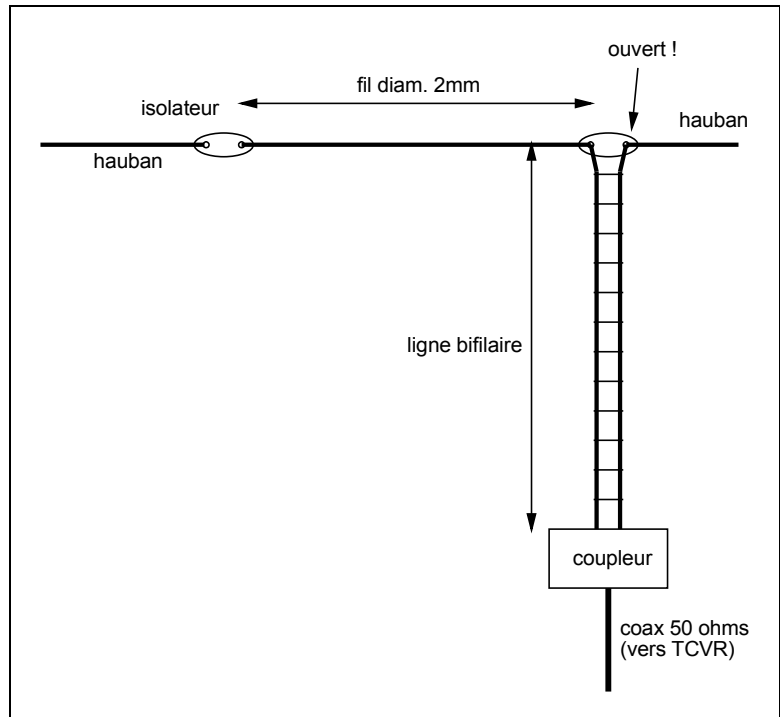 ouvert !
fil diam. 2mm
isolateur
hauban
hauban
ligne bifilaire
coupleur
coax 50 ohms
(vers TCVR)